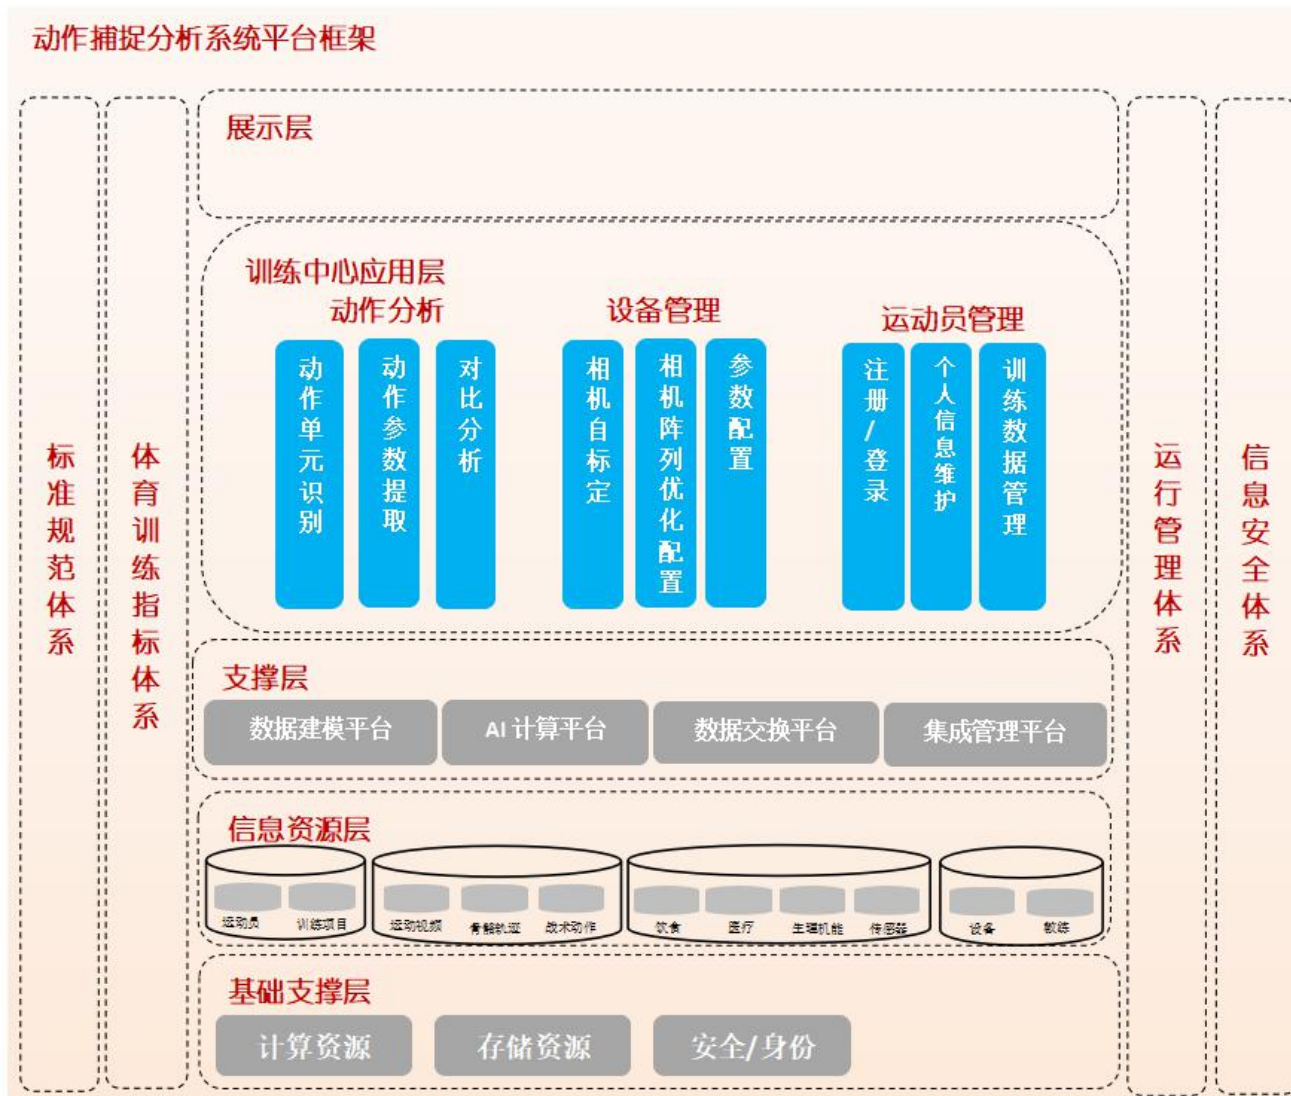 动作捕捉分析系统平台框架
标准规范体系
体育训练指标体系
展示层
训练中心应用层
动作分析
动作单元识别
动作参数提取
对比分析
设备管理
相机自标定
相机阵列优化配置
参数配置
运动员管理
注册/登录
个人信息维护
训练数据管理
支撑层
数据建模平台
AI 计算平台
数据交换平台
集成管理平台
信息资源层
运动员
训练项目
运动视频
骨骼轨迹
战术动作
饮食
医疗
生理机能
传感器
设备
教练
基础支撑层
计算资源
存储资源
安全/身份
运行管理体系
信息安全体系